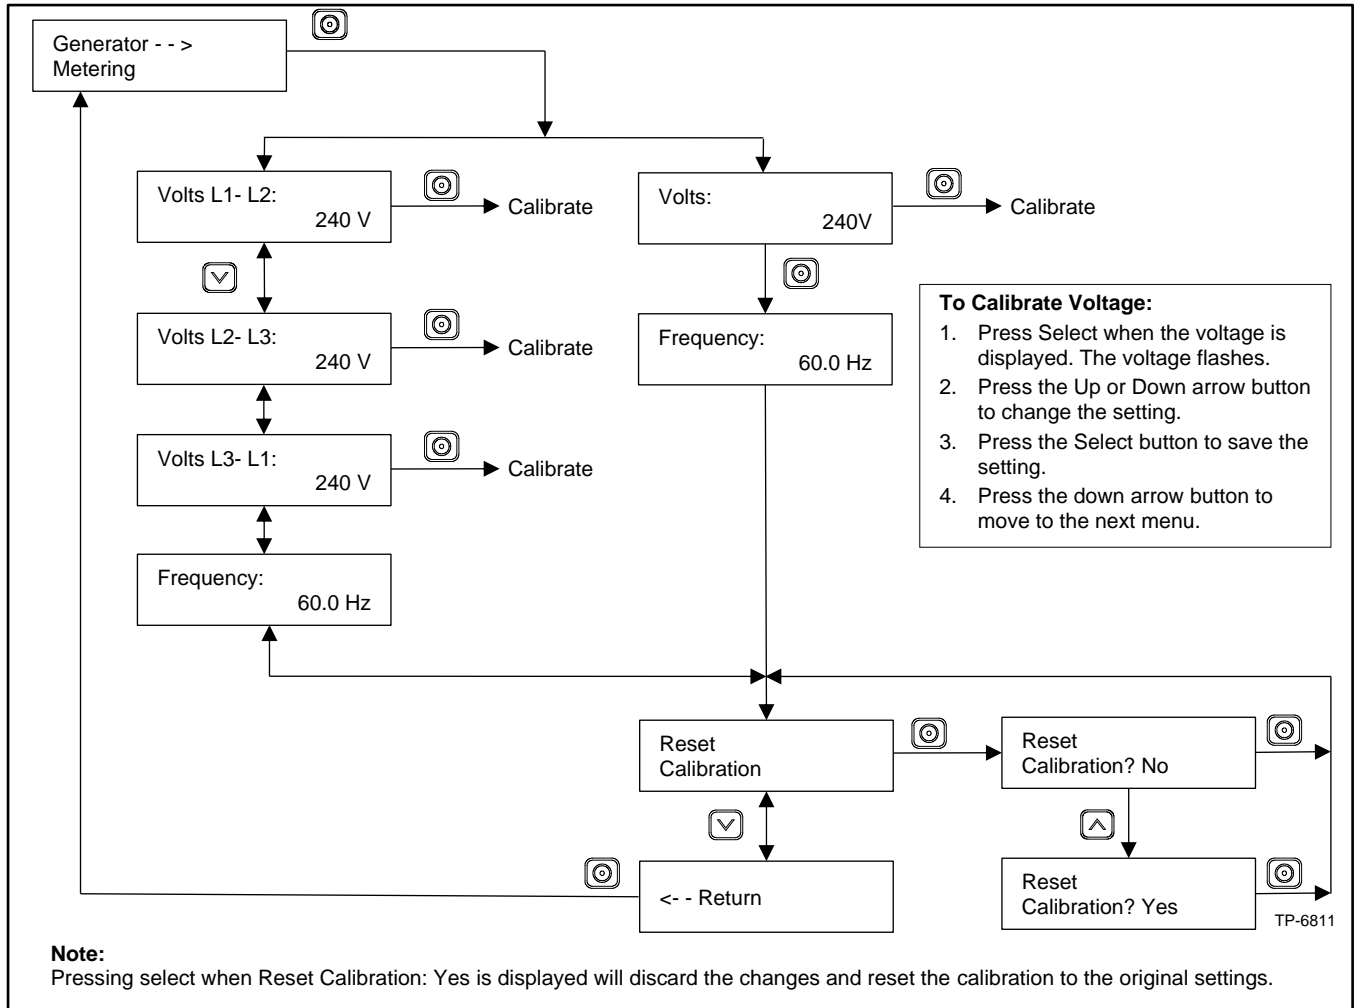 Generator - - >
Metering
Volts L1- L2:
240 V
Calibrate
Volts:
240V
Calibrate
Volts L2- L3:
240 V
Calibrate
Frequency:
60.0 Hz
To Calibrate Voltage:
1. Press Select when the voltage is
displayed. The voltage flashes.
2. Press the Up or Down arrow button
to change the setting.
3. Press the Select button to save the
setting.
4. Press the down arrow button to
move to the next menu.
Volts L3- L1:
240 V
Calibrate
Frequency:
60.0 Hz
Reset
Calibration
Reset
Calibration? No
<- - Return
Reset
Calibration? Yes
TP-6811
Note:
Pressing select when Reset Calibration: Yes is displayed will discard the changes and reset the calibration to the original settings.